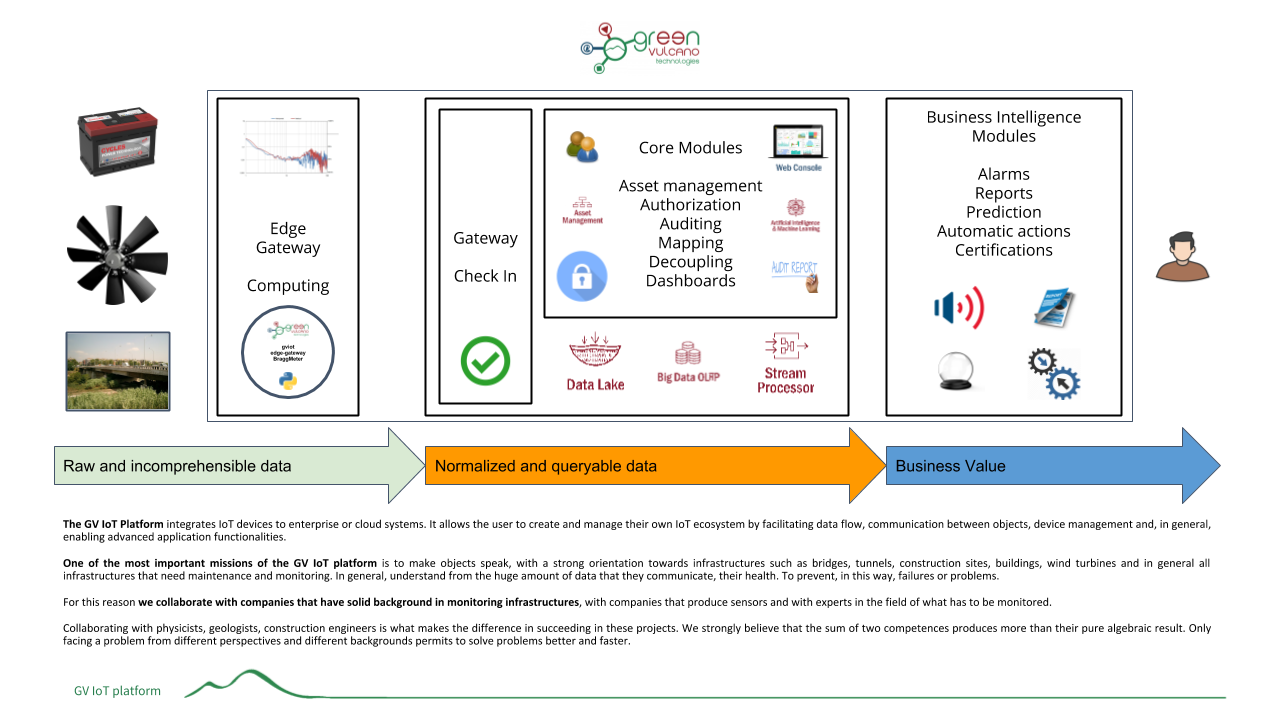 green
vulcano
technologies
CYCLES
Edge
Gateway
Computing
green
vulcano
gviot
edge-gateway
BraggMeter
Gateway
Check In
Core Modules
Asset management
Authorization
Auditing
Mapping
Decoupling
Dashboards
Web Console
Asset
Management
Artificial Intelligence
& Machine Learning
AUDIT REPORT
Data Lake
Big Data OLAP
Stream
Processor
Business Intelligence
Modules
Alarms
Reports
Prediction
Automatic actions
Certifications
REPORT
Raw and incomprehensible data
Normalized and queryable data
Business Value
The GV IoT Platform integrates IoT devices to enterprise or cloud systems. It allows the user to create and manage their own IoT ecosystem by facilitating data flow, communication between objects, device management and, in general,
enabling advanced application functionalities.
One of the most important missions of the GV IoT platform is to make objects speak, with a strong orientation towards infrastructures such as bridges, tunnels, construction sites, buildings, wind turbines and in general all
infrastructures that need maintenance and monitoring. In general, understand from the huge amount of data that they communicate, their health. To prevent, in this way, failures or problems.
For this reason we collaborate with companies that have solid background in monitoring infrastructures, with companies that produce sensors and with experts in the field of what has to be monitored.
Collaborating with physicists, geologists, construction engineers is what makes the difference in succeeding in these projects. We strongly believe that the sum of two competences produces more than their pure algebraic result. Only
facing a problem from different perspectives and different backgrounds permits to solve problems better and faster.
GV IoT platform